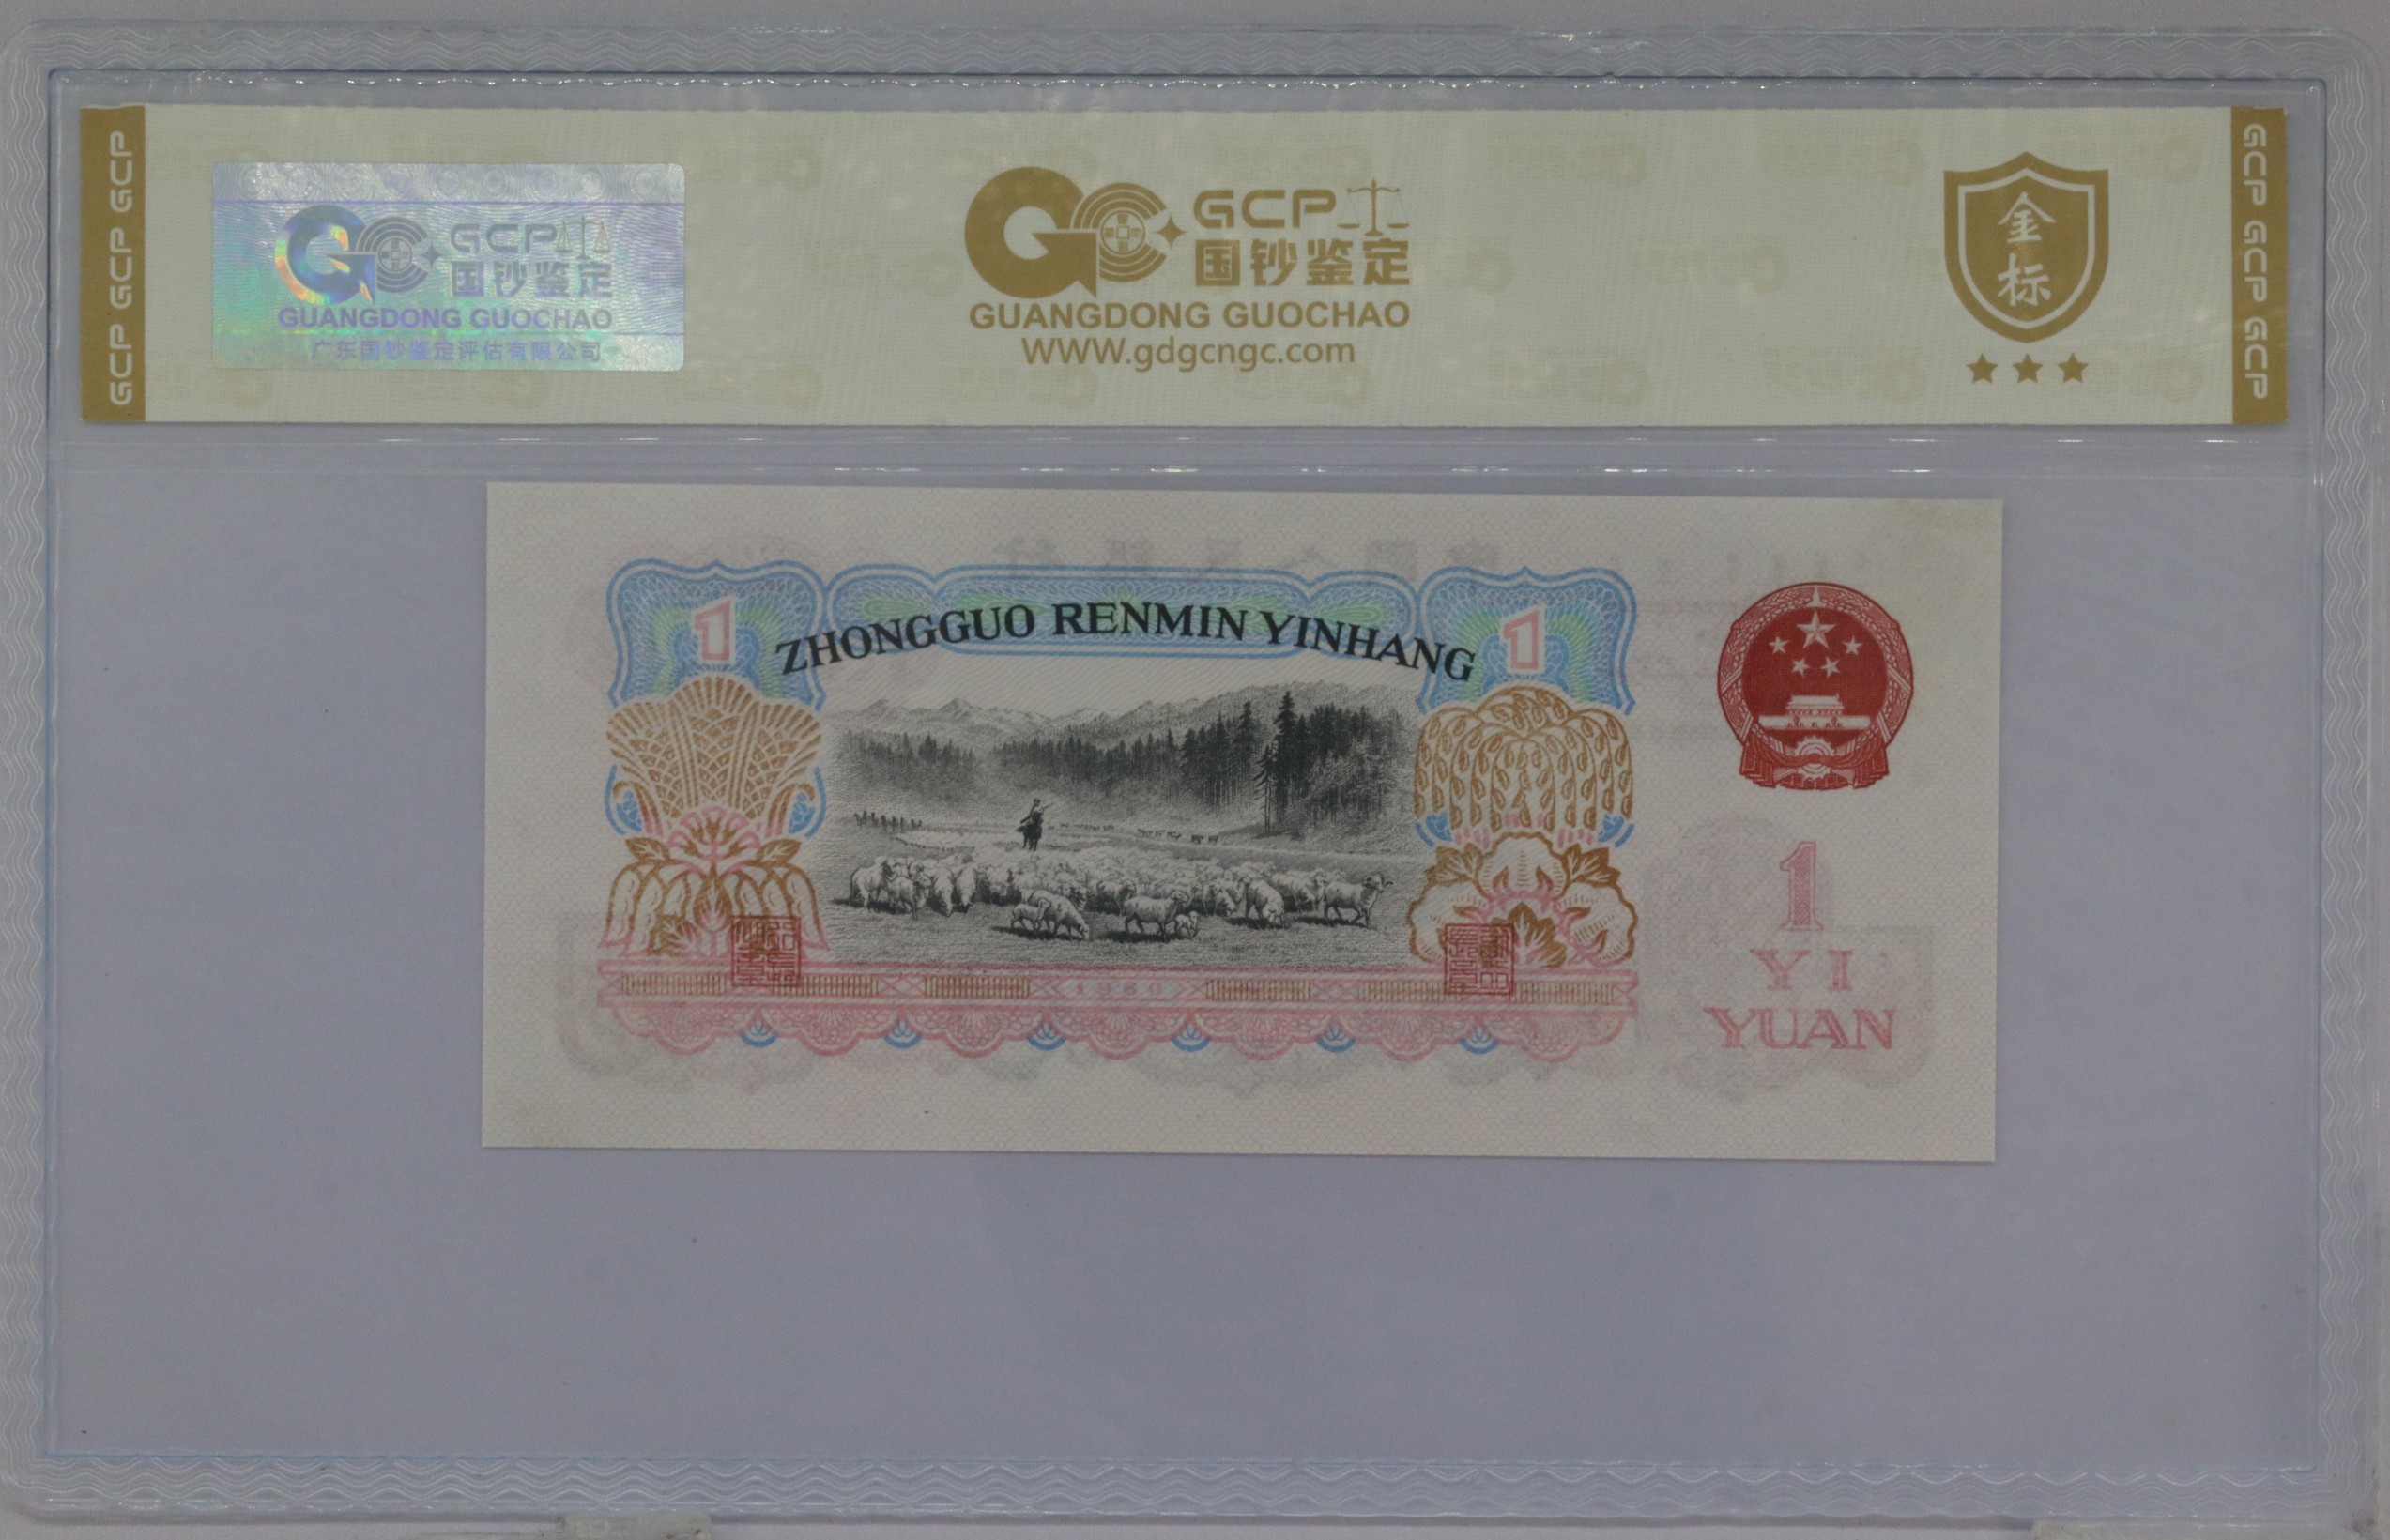 GCP GCP GCP
GCP
国钞鉴定
GUANGDONG GUOCHAO
广东国钞鉴定评估有限公司
GCP
国钞鉴定
GUANGDONG GUOCHAO
WWW.gdgcngc.com
金
标
GCP GCP GCP
1
ZHONGGUO RENMIN YINHANG
1
1
YI
YUAN
1960